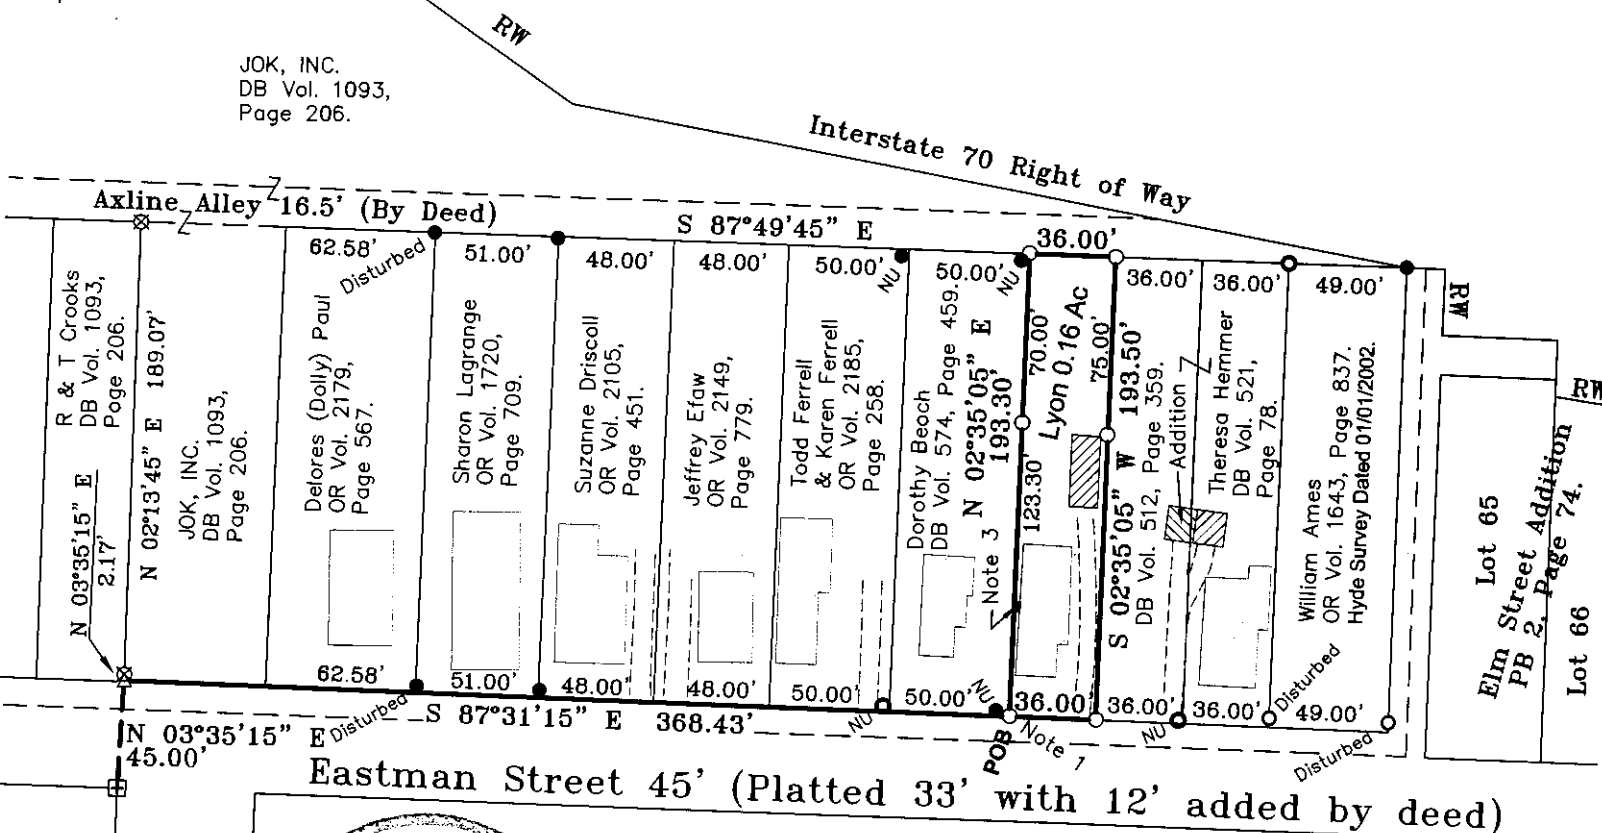 RW
JOK, INC.
DB Vol. 1093,
Page 206.
Interstate 70 Right of Way
Axline Alley 16.5' (By Deed)
S 87°49'45" E
36.00'
62.58'
Disturbed
51.00'
48.00'
48.00'
50.00'
NU
50.00'
NU
36.00'
36.00'
49.00'
RW
RW
R & T Crooks
DB Vol. 1093,
Page 206.
N 03°35'15" E
2.17'
N 02°13'45" E 189.07'
JOK, INC.
DB Vol. 1093,
Page 206.
Delores (Dolly) Paul
OR Vol. 2179,
Page 567.
Sharon Lagrange
OR Vol. 1720,
Page 709.
Suzanne Driscoll
OR Vol. 2105,
Page 451.
Jeffrey Efaw
OR Vol. 2149,
Page 779.
Todd Ferrell
& Karen Ferrell
OR Vol. 2185,
Page 258.
Dorothy Beoch
DB Vol. 574, Page 459.
N 02°35'05" E
193.30'
Note 3
70.00'
123.30'
Lyon 0.16 Ac
75.00'
S 02°35'05" W 193.50'
DB Vol. 512, Page 359.
Addition
Theresa Hemmer
DB Vol. 521,
Page 78.
William Ames
OR Vol. 1643, Page 837.
Hyde Survey Dated 01/01/2002.
Lot 65
Elm Street Addition
PB 2, Page 74.
Lot 66
62.58'
Disturbed
51.00'
48.00'
48.00'
50.00'
NU
50.00'
NU
36.00'
36.00'
NU
36.00'
Disturbed
49.00'
Disturbed
S 87°31'15" E 368.43'
POB
Note 1
N 03°35'15" E
45.00'
Eastman Street 45' (Platted 33' with 12' added by deed)